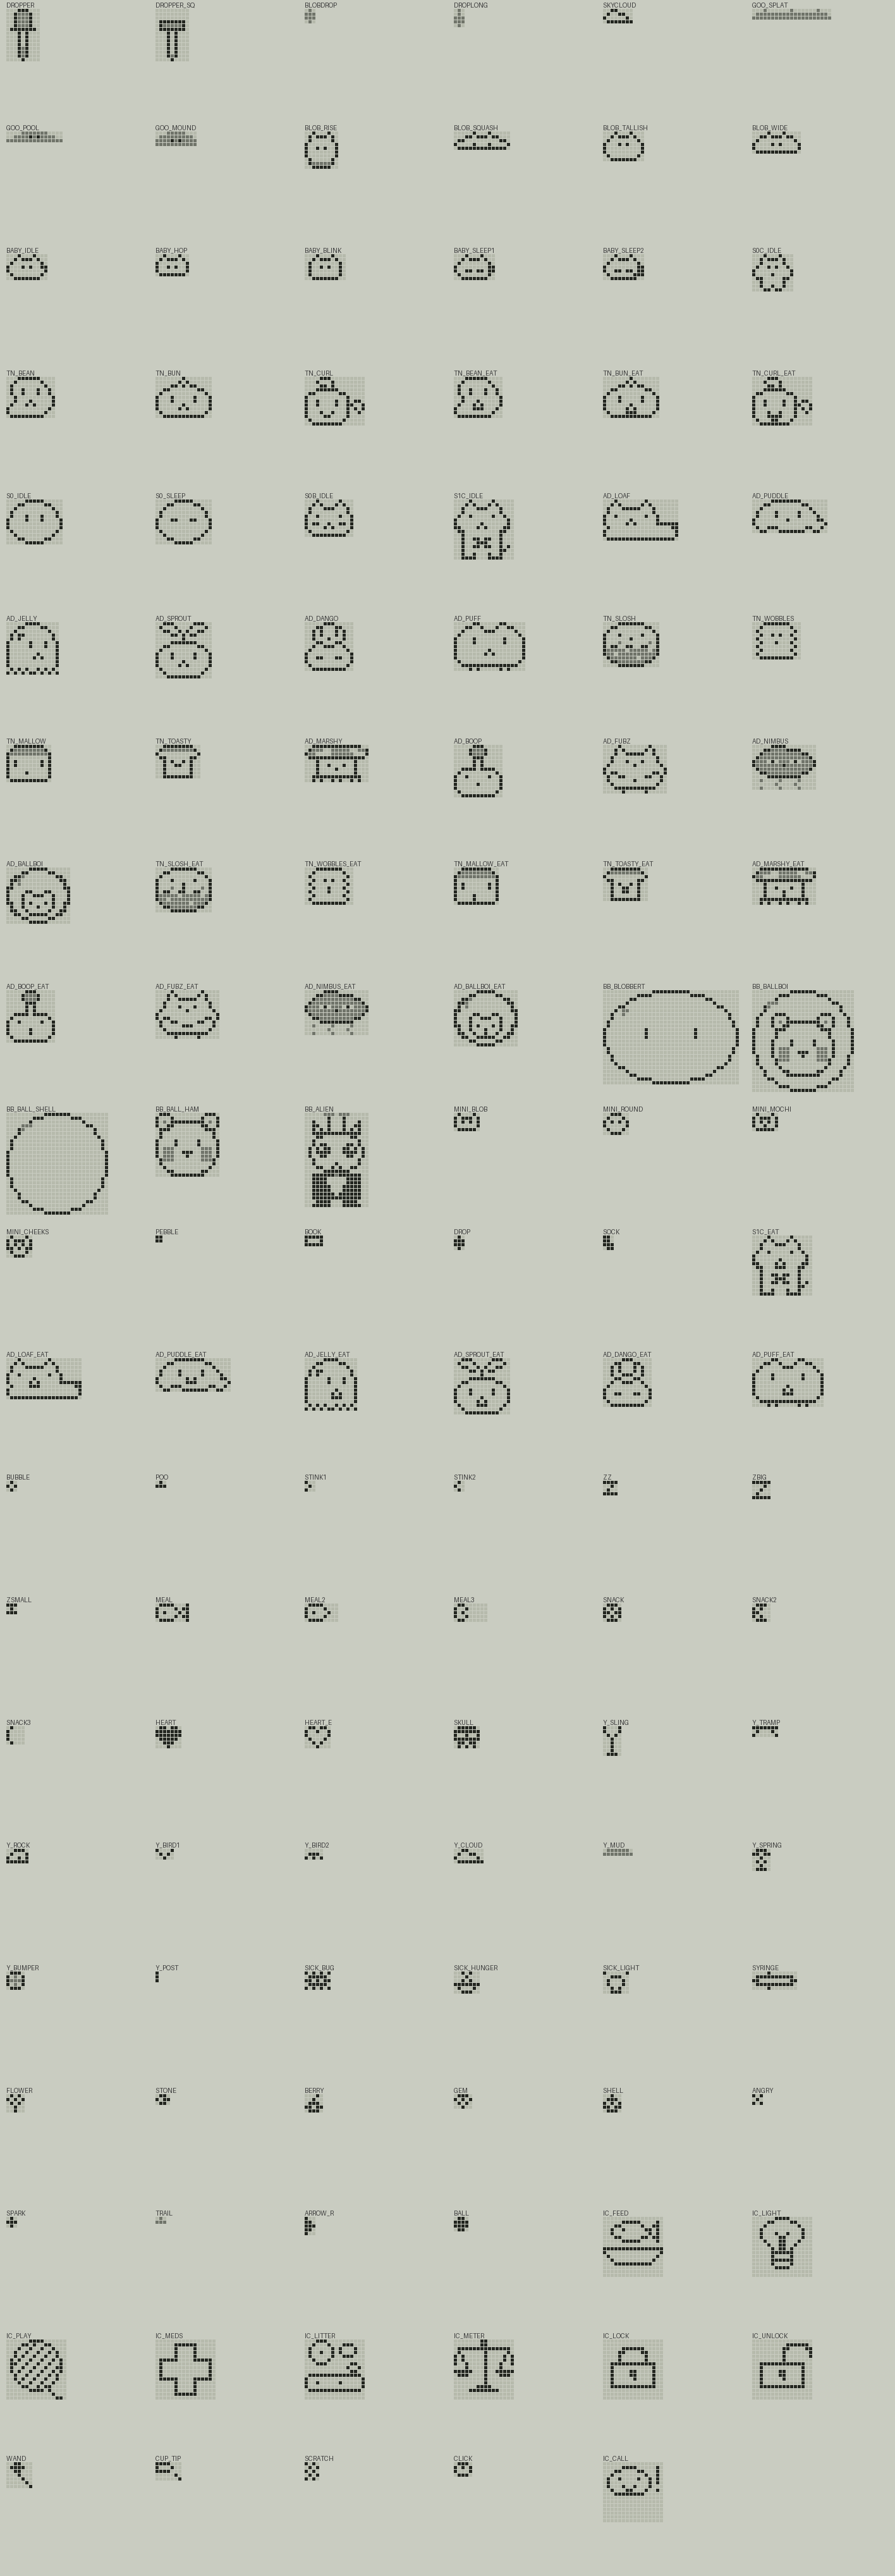 DROPPER DROPPER_SQ BLOBDROP DROPLONG SKYCLOUD GOO_SPLAT
GOO_POOL GOO_MOUND BLOB_RISE BLOB_SQUASH BLOB_TALLISH BLOB_WIDE
BABY_IDLE BABY_HOP BABY_BLINK BABY_SLEEP1 BABY_SLEEP2 S0C_IDLE
TN_BEAN TN_BUN TN_CURL TN_BEAN_EAT TN_BUN_EAT TN_CURL_EAT
S0_IDLE S0_SLEEP S0B_IDLE S1C_IDLE AD_LOAF AD_PUDDLE
AD_JELLY AD_SPROUT AD_DANGO AD_PUFF TN_SLOSH TN_WOBBLES
TN_MALLOW TN_TOASTY AD_MARSHY AD_BOOP AD_FUBZ AD_NIMBUS
AD_BALLBOI TN_SLOSH_EAT TN_WOBBLES_EAT TN_MALLOW_EAT TN_TOASTY_EAT AD_MARSHY_EAT
AD_BOOP_EAT AD_FUBZ_EAT AD_NIMBUS_EAT AD_BALLBOI_EAT BB_BLOBBERT BB_BALLBOI
BB_BALL_SHELL BB_BALL_HAM BB_ALIEN MINI_BLOB MINI_ROUND MINI_MOCHI
MINI_CHEEKS PEBBLE BOOK DROP SOCK S1C_EAT
AD_LOAF_EAT AD_PUDDLE_EAT AD_JELLY_EAT AD_SPROUT_EAT AD_DANGO_EAT AD_PUFF_EAT
BUBBLE POO STINK1 STINK2 ZZ ZBIG
ZSMALL MEAL MEAL2 MEAL3 SNACK SNACK2
SNACK3 HEART HEART_E SKULL Y_SLING Y_TRAMP
Y_ROCK Y_BIRD1 Y_BIRD2 Y_CLOUD Y_MUD Y_SPRING
Y_BUMPER Y_POST SICK_BUG SICK_HUNGER SICK_LIGHT SYRINGE
FLOWER STONE BERRY GEM SHELL ANGRY
SPARK TRAIL ARROW_R BALL IC_FEED IC_LIGHT
IC_PLAY IC_MEDS IC_LITTER IC_METER IC_LOCK IC_UNLOCK
WAND CUP_TIP SCRATCH CLICK IC_CALL